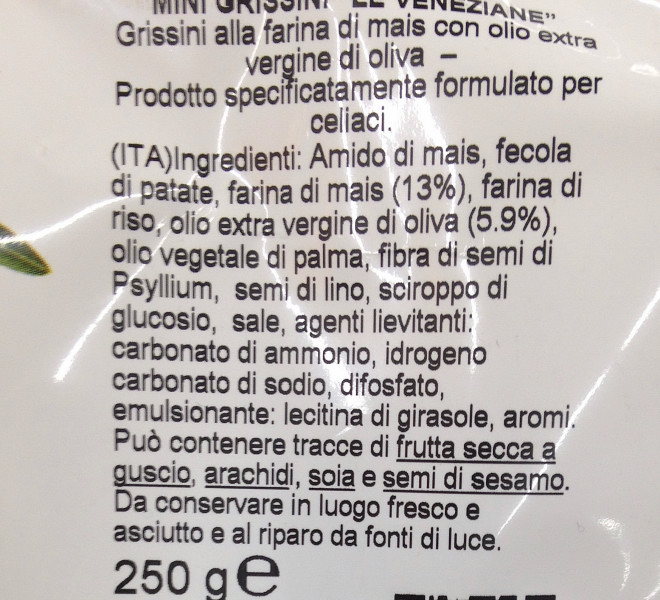 MINI GRISSINI "LE VENEZIANE"
Grissini alla farina di mais con olio extra
vergine di oliva –
Prodotto specificatamente formulato per
celiaci.
(ITA)Ingredienti: Amido di mais, fecola
di patate, farina di mais (13%), farina di
riso, olio extra vergine di oliva (5.9%),
olio vegetale di palma, fibra di semi di
Psyllium, semi di lino, sciroppo di
glucosio, sale, agenti lievitanti:
carbonato di ammonio, idrogeno
carbonato di sodio, difosfato,
emulsionante: lecitina di girasole, aromi.
Può contenere tracce di frutta secca a
guscio, arachidi, soia e semi di sesamo.
Da conservare in luogo fresco e
asciutto e al riparo da fonti di luce.
250 g e